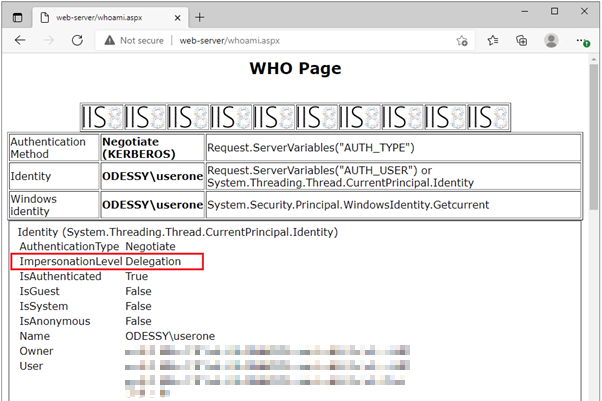 web-server/whoami.aspx
Not secure
web-server/whoami.aspx
WHO Page
IIS8 IIS8 IIS8 IIS8 IIS8 IIS8 IIS8 IIS8 IIS8 IIS8
Authentication Method
Negotiate (KERBEROS)
Request.ServerVariables("AUTH_TYPE")
Identity
ODESSY\userone
Request.ServerVariables("AUTH_USER") or
System.Threading.Thread.CurrentPrincipal.Identity
Windows identity
ODESSY\userone
System.Security.Principal.WindowsIdentity.Getcurrent
Identity (System.Threading.Thread.CurrentPrincipal.Identity)
AuthenticationType Negotiate
ImpersonationLevel Delegation
IsAuthenticated True
IsGuest False
IsSystem False
IsAnonymous False
Name ODESSY\userone
Owner
User